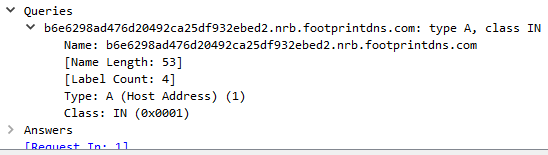 Queries
b6e6298ad476d20492ca25df932ebed2.nrb.footprintdns.com: type A, class IN
Name: b6e6298ad476d20492ca25df932ebed2.nrb.footprintdns.com
[Name Length: 53]
[Label Count: 4]
Type: A (Host Address) (1)
Class: IN (0x0001)
Answers
[Request In: 1]